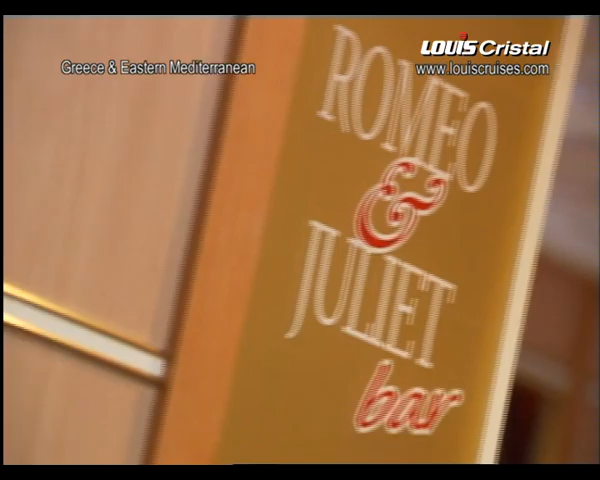 LOUIS Cristal
Greece & Eastern Mediterranean
www.louiscruises.com
ROMEO
&
JULIET
bar